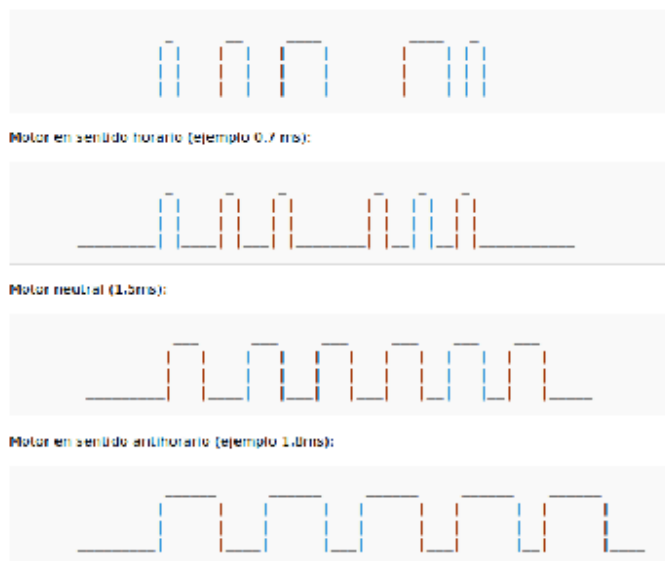 Motor en sentido horario (ejemplo 0.7 ms):
Motor neutral (1.5ms):
Motor en sentido antihorario (ejemplo 1.8ms):